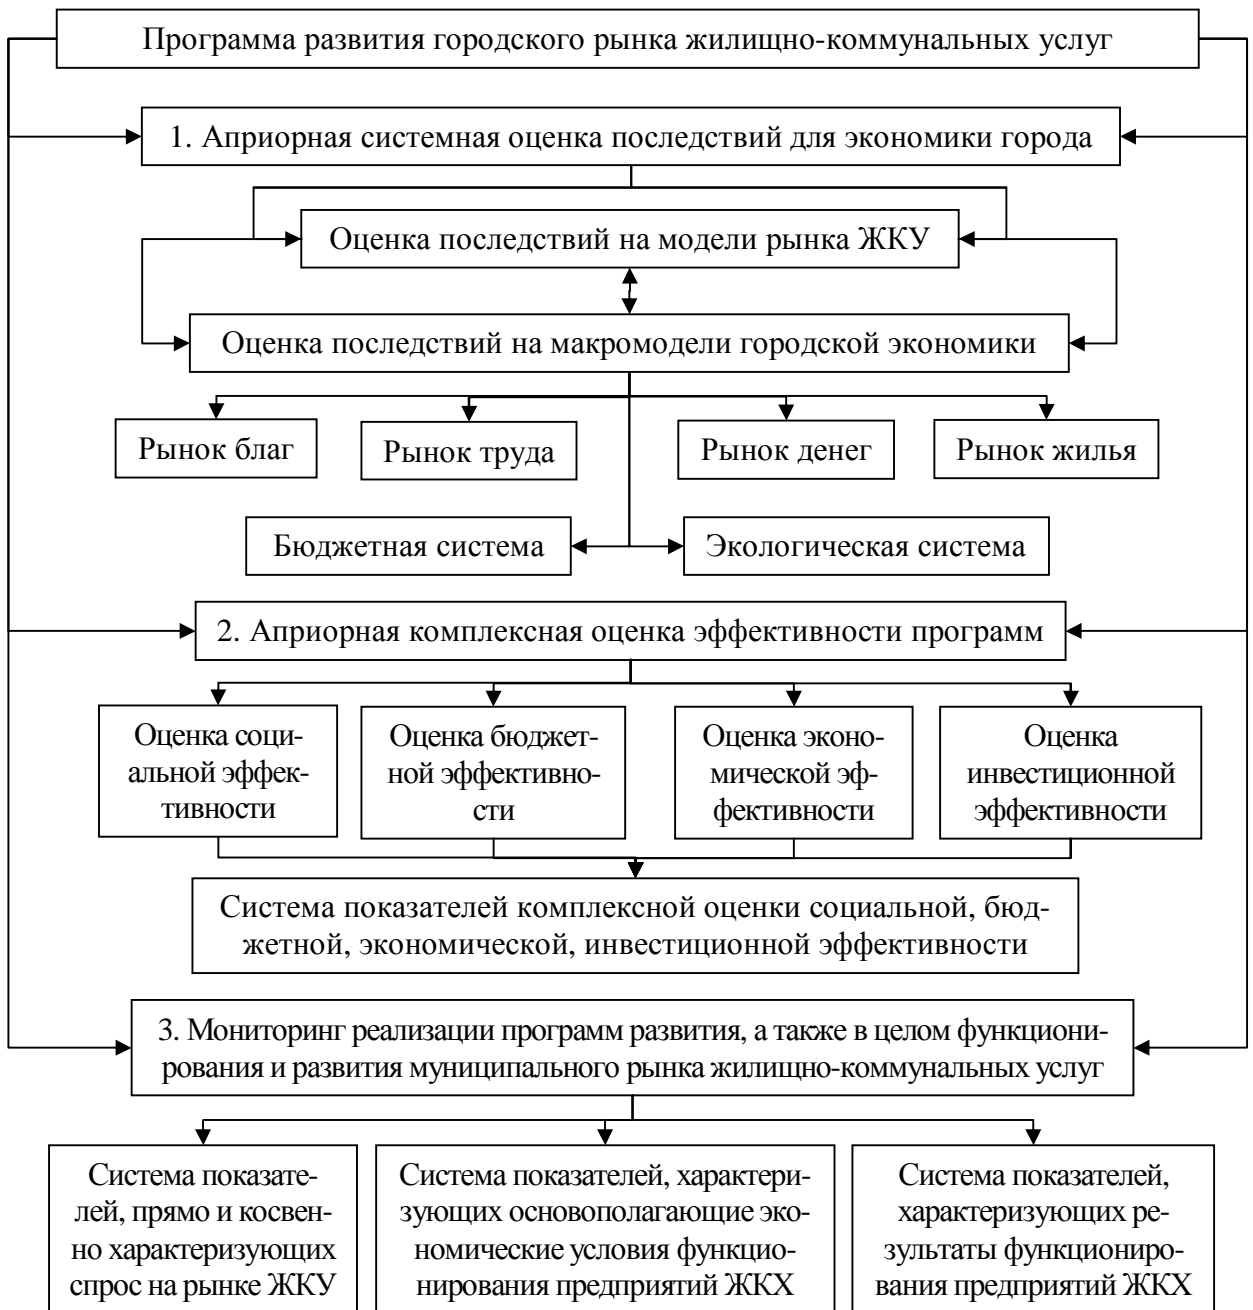 Программа развития городского рынка жилищно-коммунальных услуг
1. Априорная системная оценка последствий для экономики города
Оценка последствий на модели рынка ЖКУ
Оценка последствий на макромодели городской экономики
Рынок благ
Рынок труда
Рынок денег
Рынок жилья
Бюджетная система
Экологическая система
2. Априорная комплексная оценка эффективности программ
Оценка соци-
альной эффек-
тивности
Оценка бюджет-
ной эффективно-
сти
Оценка эконо-
мической эф-
фективности
Оценка
инвестиционной
эффективности
Система показателей комплексной оценки социальной, бюд-
жетной, экономической, инвестиционной эффективности
3. Мониторинг реализации программ развития, а также в целом функциони-
рования и развития муниципального рынка жилищно-коммунальных услуг
Система показате-
лей, прямо и косвен-
но характеризующих
спрос на рынке ЖКУ
Система показателей, характери-
зующих основополагающие эко-
номические условия функцио-
нирования предприятий ЖКХ
Система показателей,
характеризующих ре-
зультаты функциониро-
вания предприятий ЖКХ